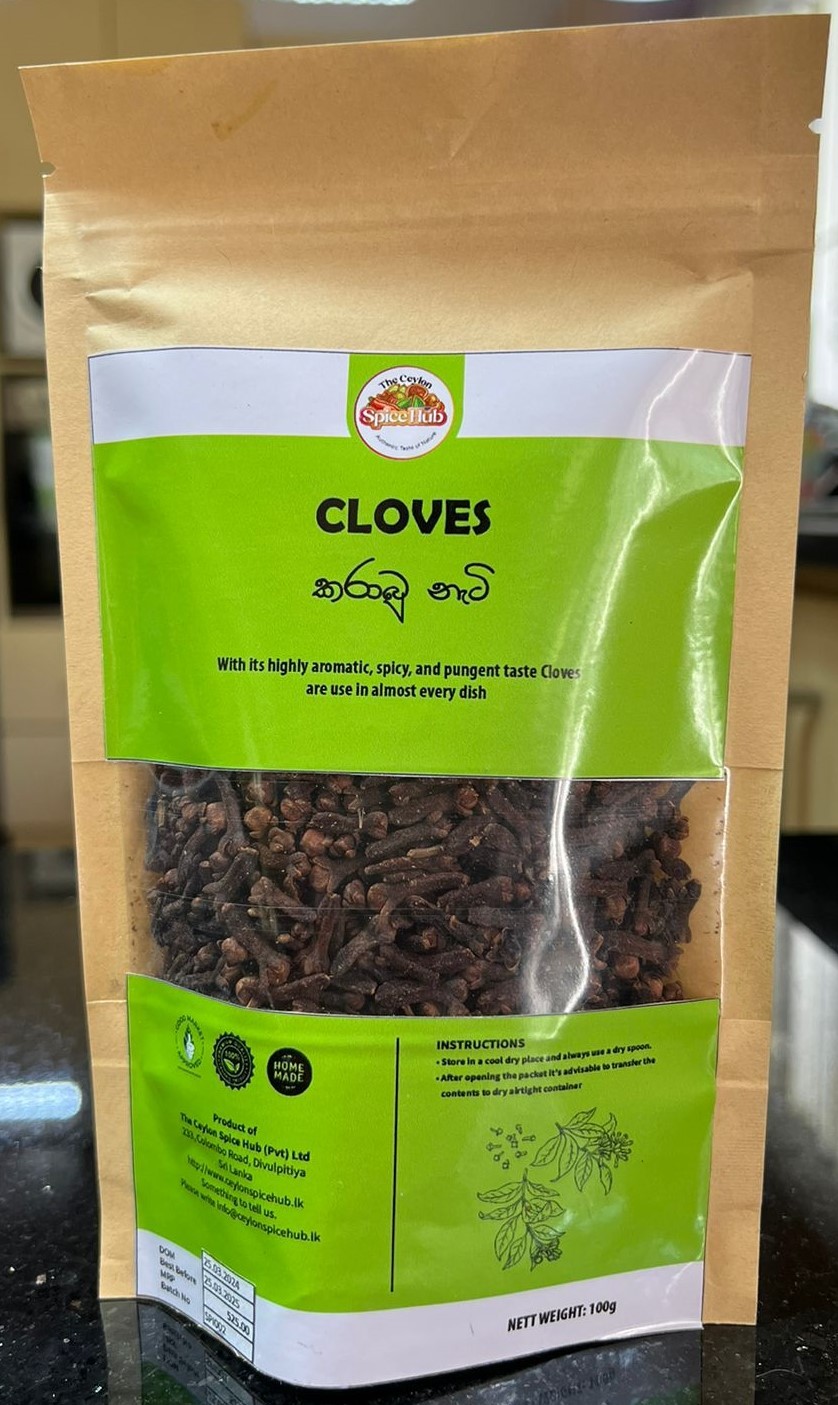 The Ceylon
Spice Hub
Authentic Taste of Nature
CLOVES
කරාබු නැටි
With its highly aromatic, spicy, and pungent taste Cloves
are use in almost every dish
GOOD MARKET
APPROVED
100%
HOME
MADE
Product of
The Ceylon Spice Hub (Pvt) Ltd
233, Colombo Road, Divulpitiya
Sri Lanka
http://www.ceylonspicehub.lk
Something to tell us.
Please write info@ceylonspicehub.lk
INSTRUCTIONS
• Store in a cool dry place and always use a dry spoon.
• After opening the packet it's advisable to transfer the
contents to dry airtight container
DOM 25.03.2024
Best Before 25.03.2025
MRP 525.00
Batch No SPI002
NETT WEIGHT: 100g